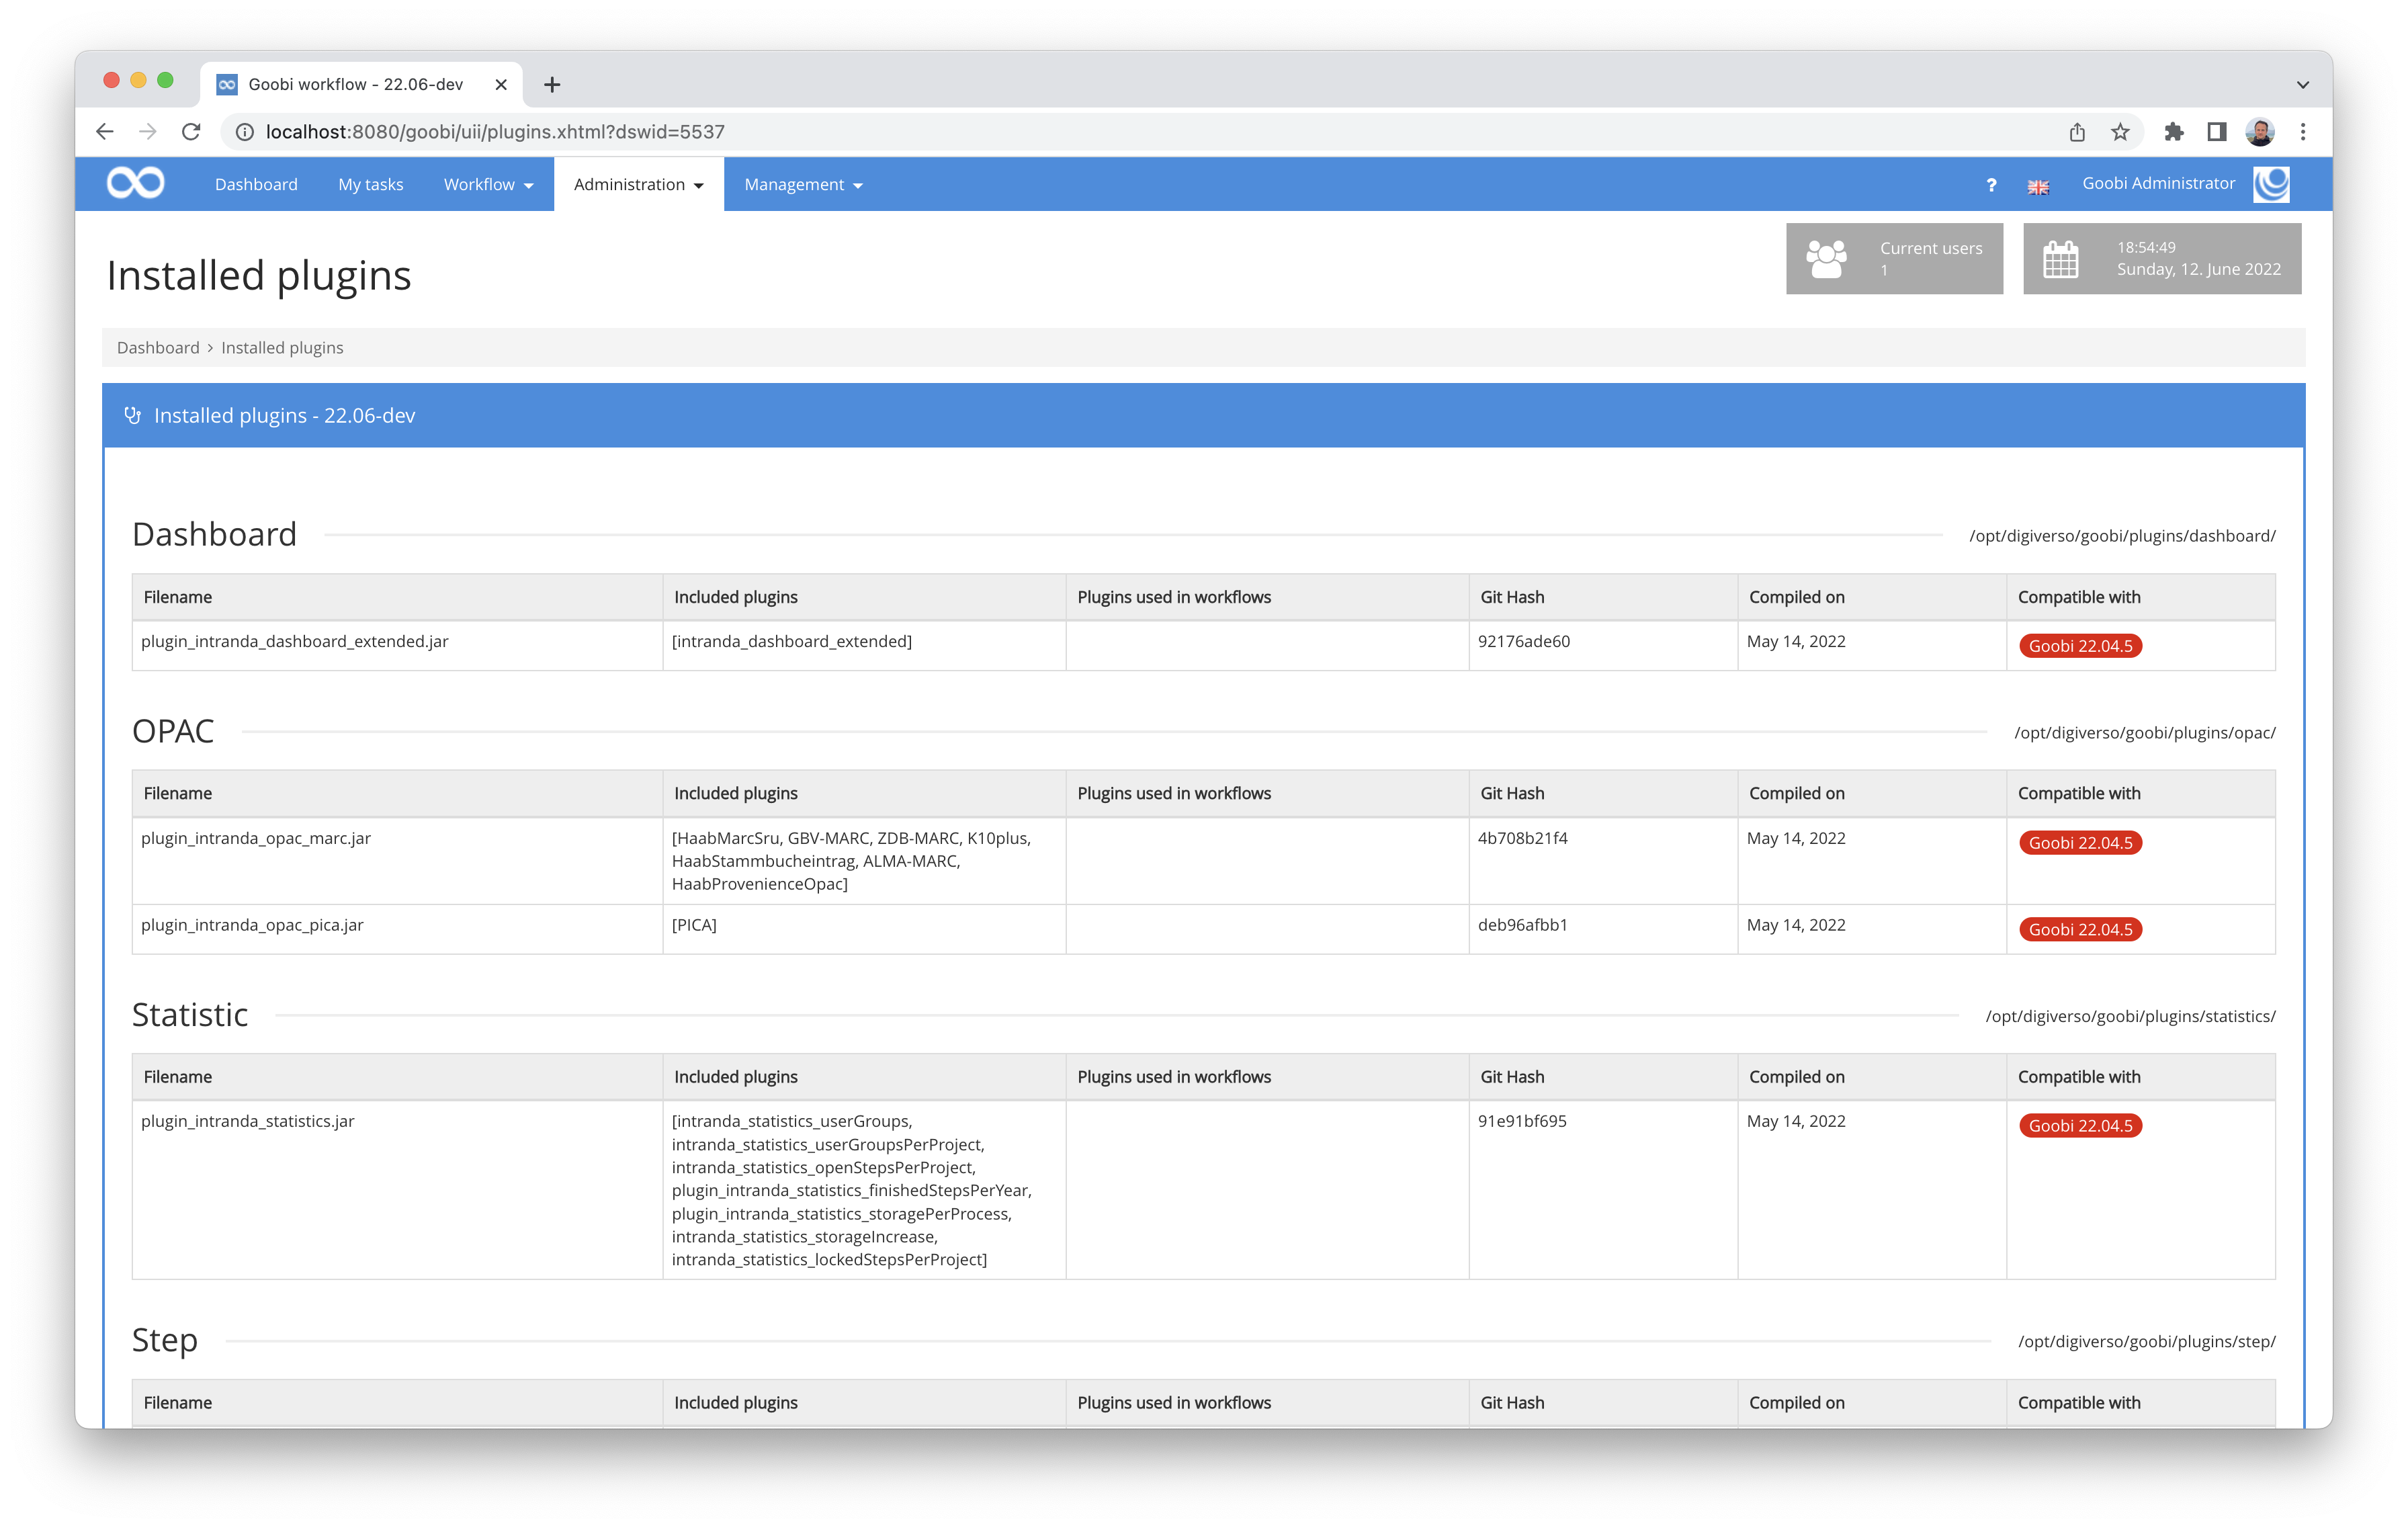 Goobi workflow - 22.06-dev
localhost:8080/goobi/uii/plugins.xhtml?dswid=5537
Dashboard My tasks Workflow Administration Management ? Goobi Administrator
Installed plugins
Current users
1
18:54:49
Sunday, 12. June 2022
Dashboard > Installed plugins
Installed plugins - 22.06-dev
Dashboard /opt/digiverso/goobi/plugins/dashboard/
Filename Included plugins Plugins used in workflows Git Hash Compiled on Compatible with
plugin_intranda_dashboard_extended.jar [intranda_dashboard_extended] 92176ade60 May 14, 2022 Goobi 22.04.5
OPAC /opt/digiverso/goobi/plugins/opac/
Filename Included plugins Plugins used in workflows Git Hash Compiled on Compatible with
plugin_intranda_opac_marc.jar [HaabMarcSru, GBV-MARC, ZDB-MARC, K10plus, 4b708b21f4 May 14, 2022 Goobi 22.04.5
HaabStammbucheintrag, ALMA-MARC,
HaabProvenienceOpac]
plugin_intranda_opac_pica.jar [PICA] deb96afbb1 May 14, 2022 Goobi 22.04.5
Statistic /opt/digiverso/goobi/plugins/statistics/
Filename Included plugins Plugins used in workflows Git Hash Compiled on Compatible with
plugin_intranda_statistics.jar [intranda_statistics_userGroups, 91e91bf695 May 14, 2022 Goobi 22.04.5
intranda_statistics_userGroupsPerProject,
intranda_statistics_openStepsPerProject,
plugin_intranda_statistics_finishedStepsPerYear,
plugin_intranda_statistics_storagePerProcess,
intranda_statistics_storageIncrease,
intranda_statistics_lockedStepsPerProject]
Step /opt/digiverso/goobi/plugins/step/
Filename Included plugins Plugins used in workflows Git Hash Compiled on Compatible with